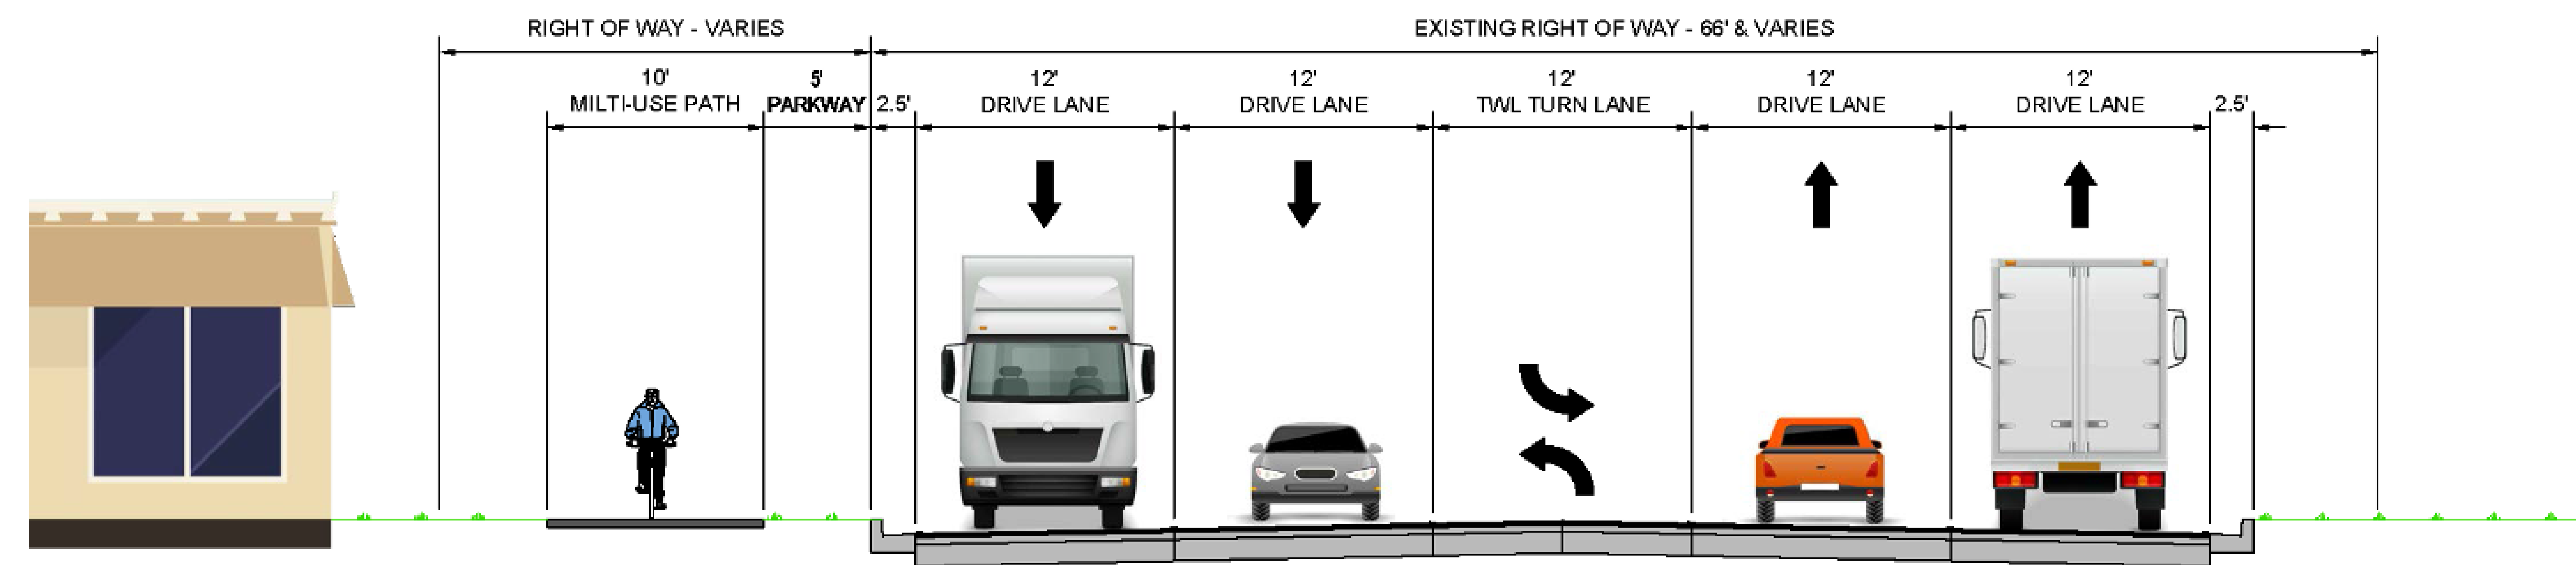 RIGHT OF WAY - VARIES
EXISTING RIGHT OF WAY - 66' & VARIES
10'
MILTI-USE PATH
5'
PARKWAY
2.5'
12'
DRIVE LANE
12'
DRIVE LANE
12'
TWL TURN LANE
12'
DRIVE LANE
12'
DRIVE LANE
2.5'